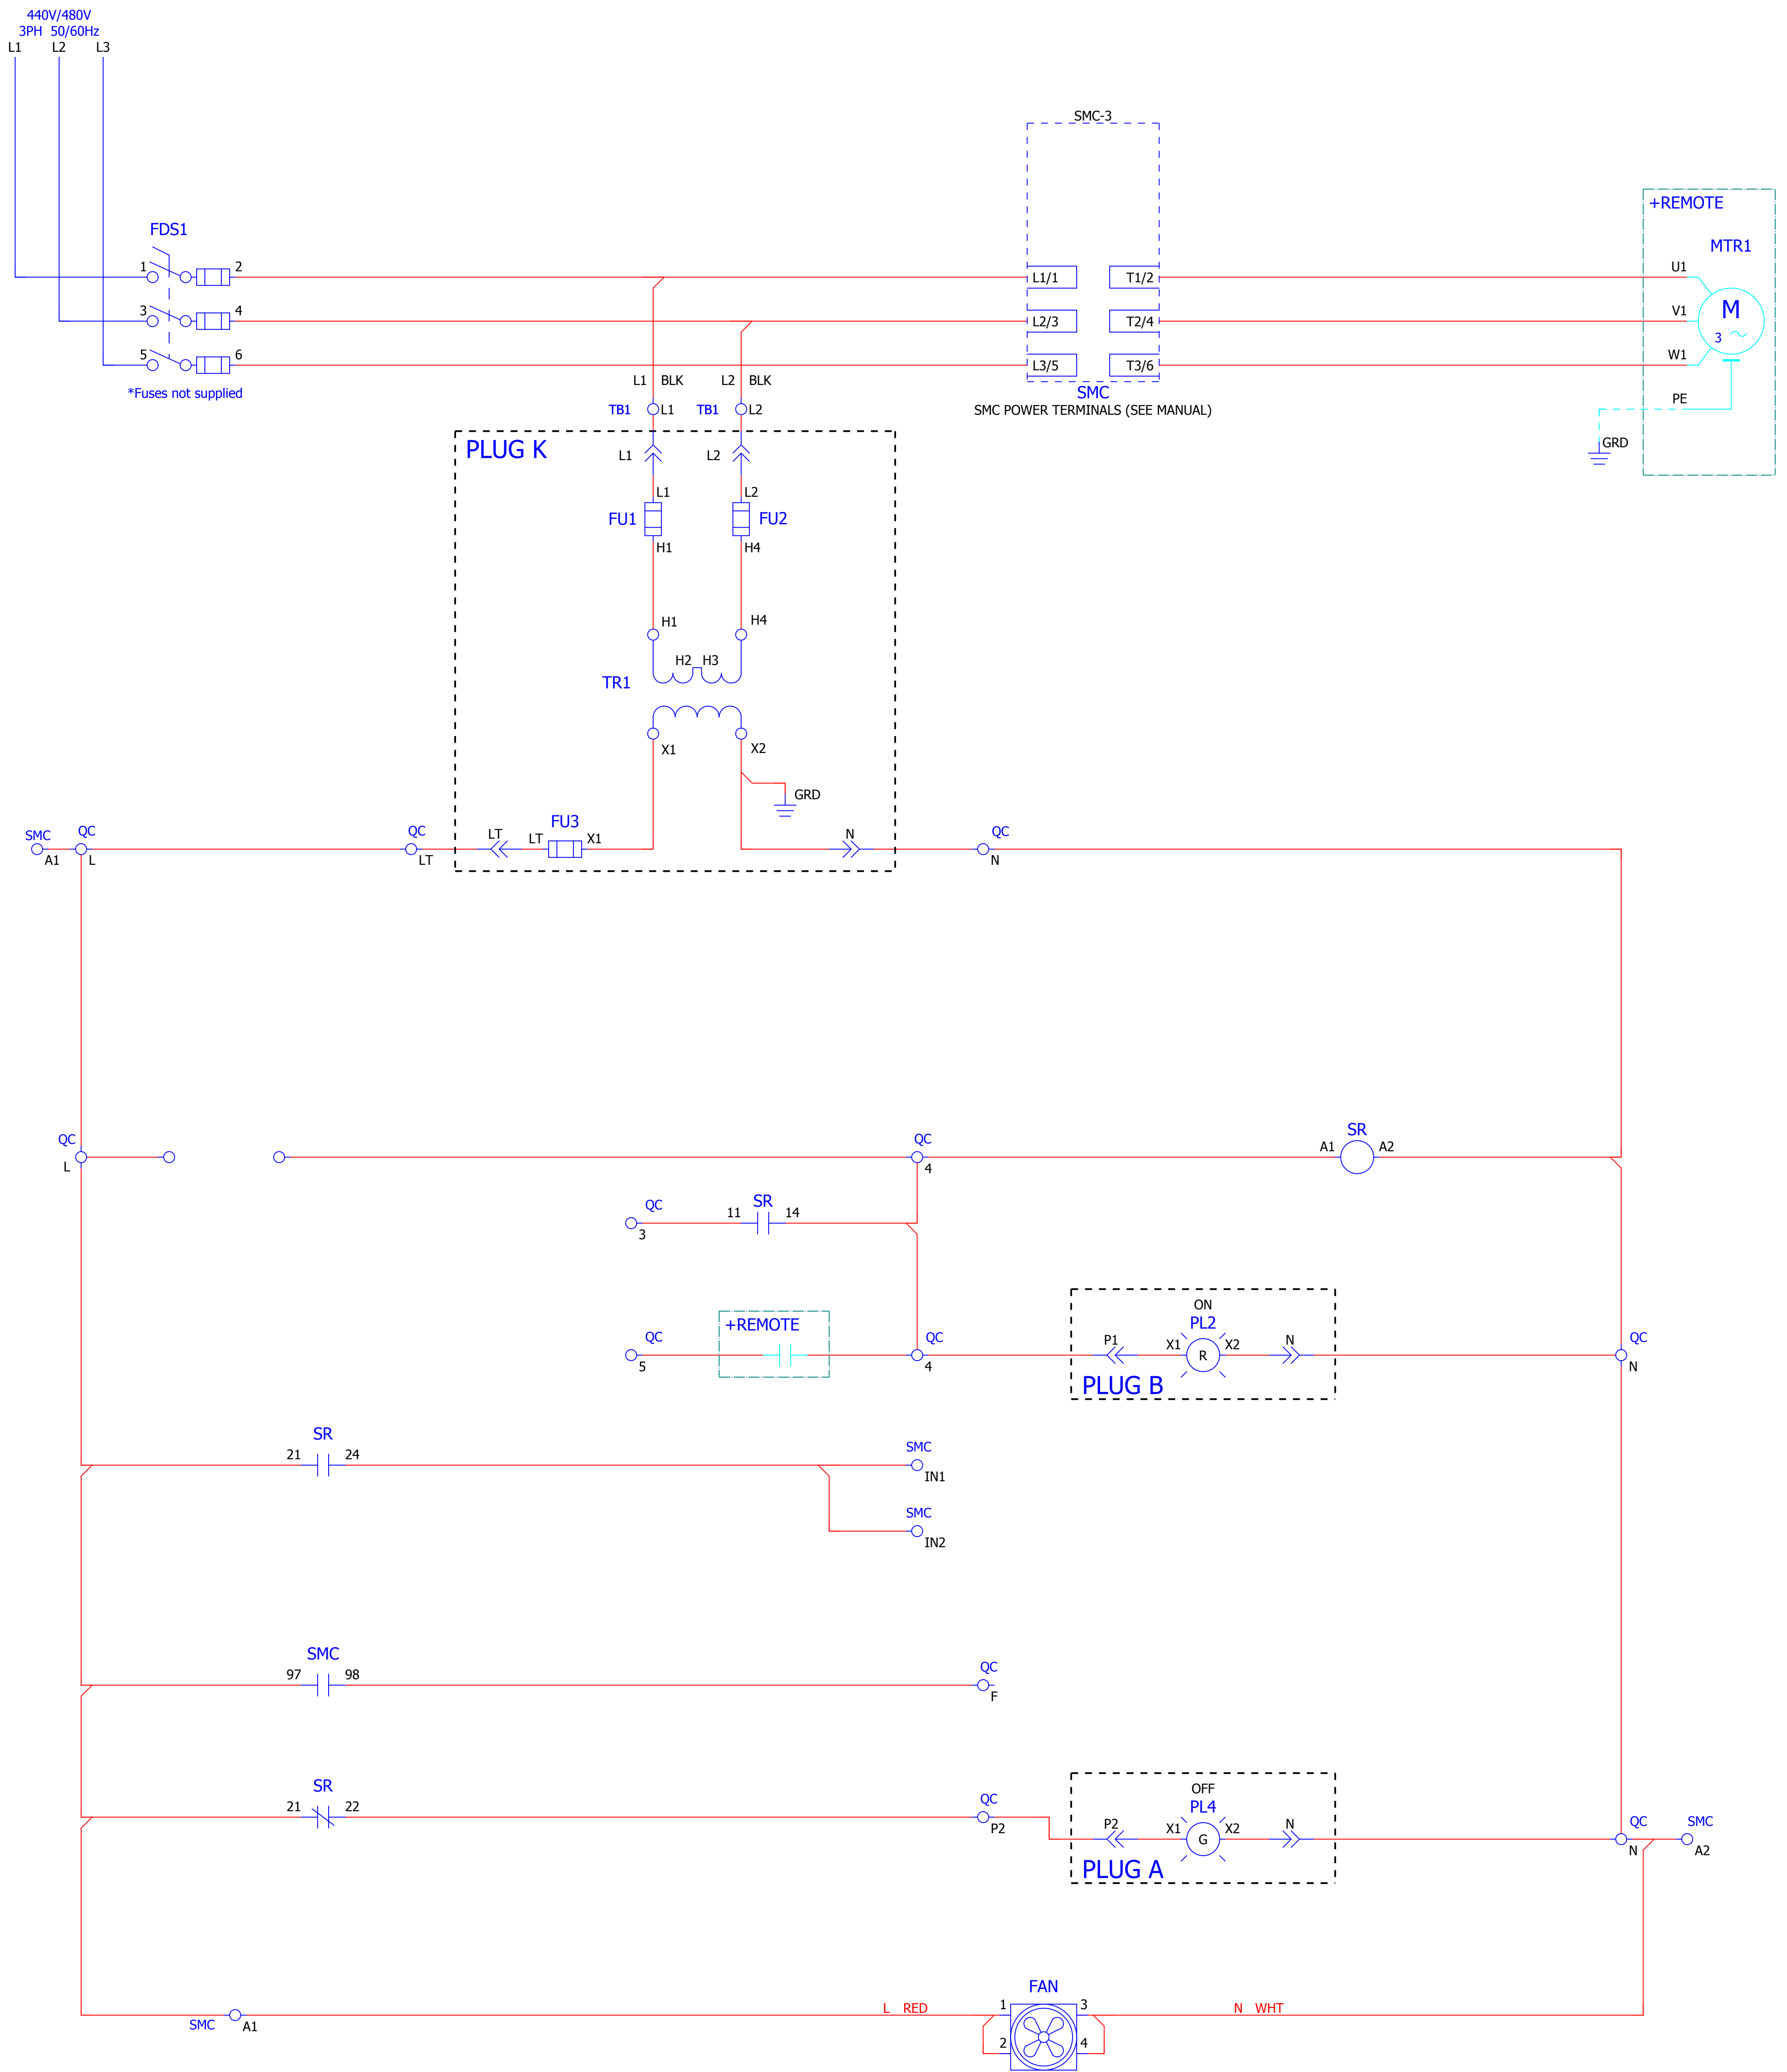 440V/480V
3PH 50/60Hz
L1 L2 L3
SMC-3
+REMOTE
FDS1
MTR1
1 2 L1/1 T1/2 U1
3 4 L2/3 T2/4 V1
M
3
5 6 L3/5 T3/6 W1
*Fuses not supplied
L1 BLK L2 BLK
SMC
SMC POWER TERMINALS (SEE MANUAL)
PE
TB1 L1 TB1 L2
GRD
PLUG K
L1 L2
L1 L2
FU1 FU2
H1 H4
H1 H4
H2 H3
TR1
X1 X2
GRD
FU3
SMC QC QC LT LT X1 N QC
A1 L LT N
QC QC SR
A1 A2
L 4
QC SR
11 14
3
ON
+REMOTE PL2
QC QC P1 X1 X2 N QC
R
5 4 N
PLUG B
SR
21 24 SMC
IN1
SMC
IN2
SMC
97 98 QC
F
SR OFF
21 22 QC PL4
P2 P2 X1 X2 N QC SMC
G
N A2
PLUG A
FAN
L RED 1 3 N WHT
SMC A1
2 4